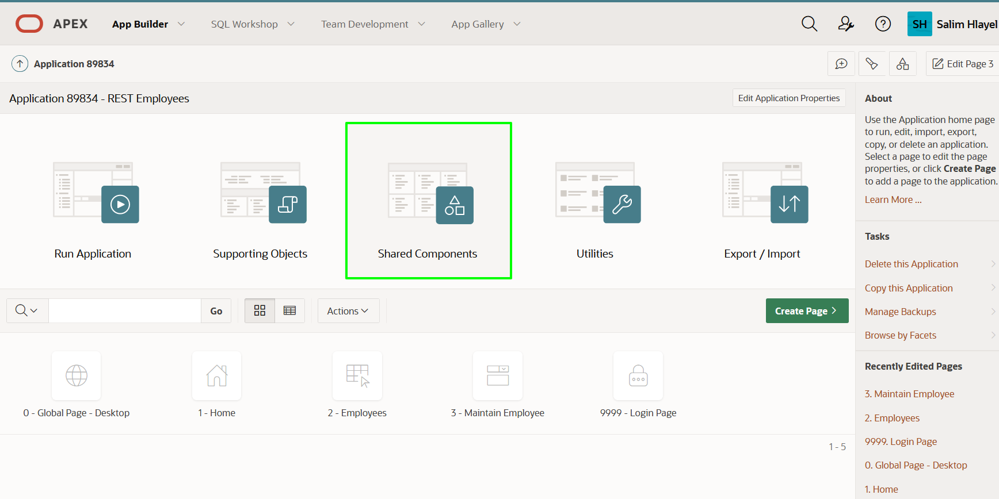 APEX
App Builder
SQL Workshop
Team Development
App Gallery
SH
Salim Hlayel
Application 89834
Edit Page 3
Application 89834 - REST Employees
Edit Application Properties
Run Application
Supporting Objects
Shared Components
Utilities
Export / Import
Go
Actions
Create Page
0 - Global Page - Desktop
1 - Home
2 - Employees
3 - Maintain Employee
9999 - Login Page
1 - 5
About
Use the Application home page
to run, edit, import, export,
copy, or delete an application.
Select a page to edit the page
properties, or click Create Page
to add a page to the application.
Learn More ...
Tasks
Delete this Application
Copy this Application
Manage Backups
Browse by Facets
Recently Edited Pages
3. Maintain Employee
2. Employees
9999. Login Page
0. Global Page - Desktop
1. Home